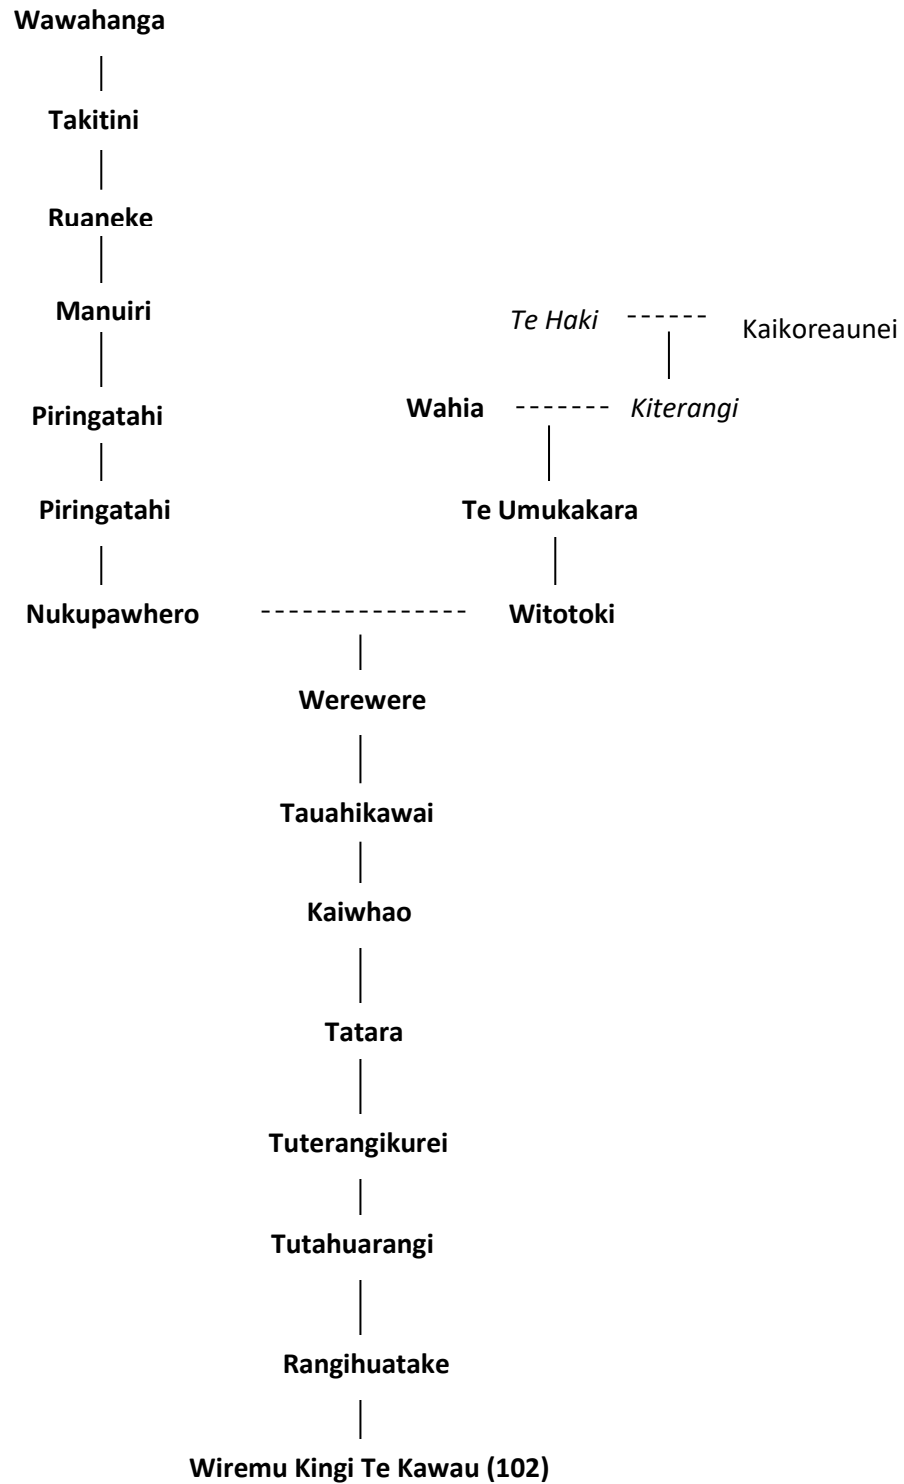 Wawahanga
Takitini
Ruaneke
Manuiri
Te Haki
Kaikoreaunei
Piringatahi
Wahia
Kiterangi
Piringatahi
Te Umukakara
Nukupawhero
Witotoki
Werewere
Tauahikawai
Kaiwhao
Tatara
Tuterangikurei
Tutahuarangi
Rangihuatake
Wiremu Kingi Te Kawau (102)